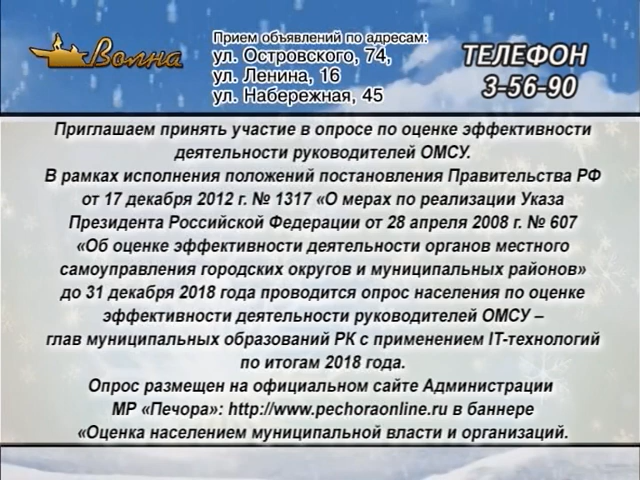 Волна
Прием объявлений по адресам:
ул. Островского, 74,
ул. Ленина, 16
ул. Набережная, 45
ТЕЛЕФОН
3-56-90
Приглашаем принять участие в опросе по оценке эффективности
деятельности руководителей ОМСУ.
В рамках исполнения положений постановления Правительства РФ
от 17 декабря 2012 г. № 1317 «О мерах по реализации Указа
Президента Российской Федерации от 28 апреля 2008 г. № 607
«Об оценке эффективности деятельности органов местного
самоуправления городских округов и муниципальных районов»
до 31 декабря 2018 года проводится опрос населения по оценке
эффективности деятельности руководителей ОМСУ –
глав муниципальных образований РК с применением IT-технологий
по итогам 2018 года.
Опрос размещен на официальном сайте Администрации
МР «Печора»: http://www.pechoraonline.ru в баннере
«Оценка населением муниципальной власти и организаций.